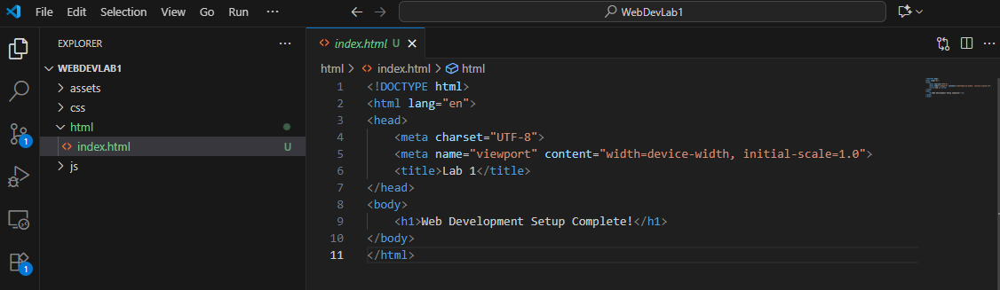 File Edit Selection View Go Run ···
WebDevLab1
EXPLORER ···
WEBDEVLAB1
assets
css
html
index.html U
js
1
1
index.html U
html > index.html > html
1 <!DOCTYPE html>
2 <html lang="en">
3 <head>
4 <meta charset="UTF-8">
5 <meta name="viewport" content="width=device-width, initial-scale=1.0">
6 <title>Lab 1</title>
7 </head>
8 <body>
9 <h1>Web Development Setup Complete!</h1>
10 </body>
11 </html>